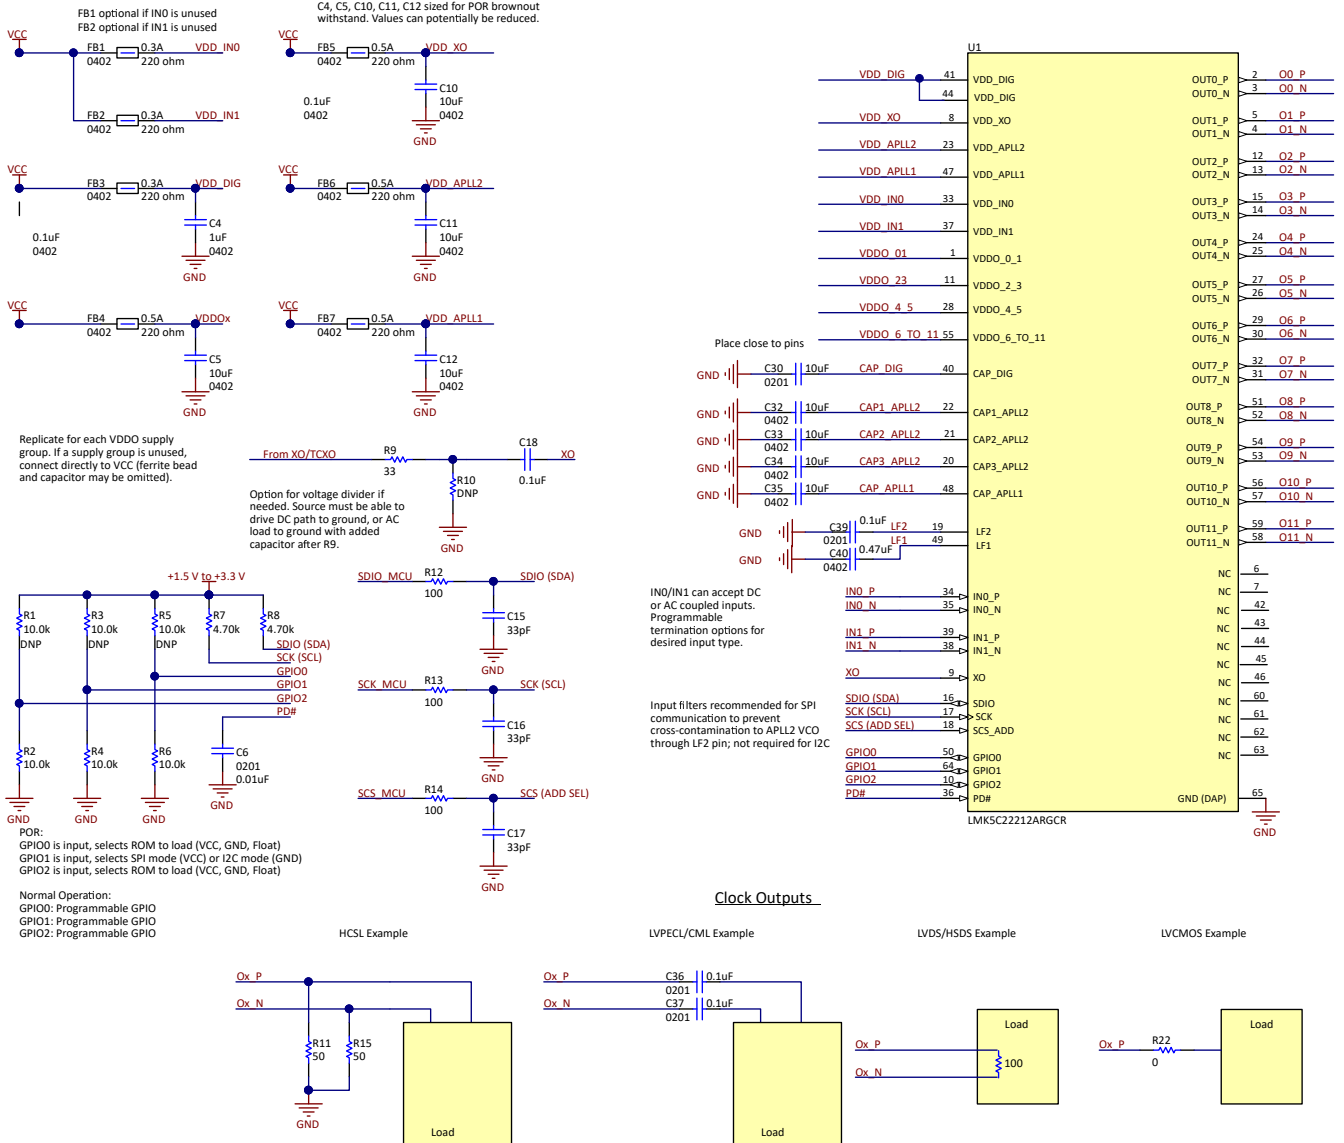 FB1 optional if IN0 is unused
FB2 optional if IN1 is unused
VCC
FB1 0.3A VDD_IN0
0402 220 ohm
FB2 0.3A VDD_IN1
0402 220 ohm
C4, C5, C10, C11, C12 sized for POR brownout
withstand. Values can potentially be reduced.
VCC
FB5 0.5A VDD_XO
0402 220 ohm
C10
10uF
0402
GND
0.1uF
0402
VCC
FB3 0.3A VDD_DIG
0402 220 ohm
C4
1uF
0402
GND
0.1uF
0402
VCC
FB6 0.5A VDD_APLL2
0402 220 ohm
C11
10uF
0402
GND
VCC
FB4 0.5A VDDOx
0402 220 ohm
C5
10uF
0402
GND
VCC
FB7 0.5A VDD_APLL1
0402 220 ohm
C12
10uF
0402
GND
Replicate for each VDDO supply
group. If a supply group is unused,
connect directly to VCC (ferrite bead
and capacitor may be omitted).
From XO/TCXO R9 33 C18 0.1uF XO
R10
DNP
GND
Option for voltage divider if
needed. Source must be able to
drive DC path to ground, or AC
load to ground with added
capacitor after R9.
+1.5 V to +3.3 V
R1 R3 R5 R7 R8
10.0k 10.0k 10.0k 4.70k 4.70k
DNP DNP DNP
SDIO (SDA)
SCK (SCL)
GPIO0
GPIO1
GPIO2
PD#
R2 R4 R6
10.0k 10.0k 10.0k
C6
0201
0.01uF
GND GND GND GND
SDIO_MCU R12 100 SDIO (SDA)
C15
33pF
GND
SCK_MCU R13 100 SCK (SCL)
C16
33pF
GND
SCS_MCU R14 100 SCS (ADD SEL)
C17
33pF
GND
POR:
GPIO0 is input, selects ROM to load (VCC, GND, Float)
GPIO1 is input, selects SPI mode (VCC) or I2C mode (GND)
GPIO2 is input, selects ROM to load (VCC, GND, Float)
Normal Operation:
GPIO0: Programmable GPIO
GPIO1: Programmable GPIO
GPIO2: Programmable GPIO
U1
VDD_DIG 41 VDD_DIG
44 VDD_DIG
VDD_XO 8 VDD_XO
VDD_APLL2 23 VDD_APLL2
VDD_APLL1 47 VDD_APLL1
VDD_IN0 33 VDD_IN0
VDD_IN1 37 VDD_IN1
VDDO_01 1 VDDO_0_1
VDDO_23 11 VDDO_2_3
VDDO_4_5 28 VDDO_4_5
VDDO_6_TO_11 55 VDDO_6_TO_11
Place close to pins
GND C30 0201 10uF CAP_DIG 40 CAP_DIG
GND C32 0402 10uF CAP1_APLL2 22 CAP1_APLL2
GND C33 0402 10uF CAP2_APLL2 21 CAP2_APLL2
GND C34 0402 10uF CAP3_APLL2 20 CAP3_APLL2
GND C35 0402 10uF CAP_APLL1 48 CAP_APLL1
GND C39 0201 0.1uF LF2 19 LF2
GND C40 0402 0.47uF LF1 49 LF1
IN0/IN1 can accept DC
or AC coupled inputs.
Programmable
termination options for
desired input type.
IN0_P 34 IN0_P
IN0_N 35 IN0_N
IN1_P 39 IN1_P
IN1_N 38 IN1_N
XO 9 XO
Input filters recommended for SPI
communication to prevent
cross-contamination to APLL2 VCO
through LF2 pin; not required for I2C
SDIO (SDA) 16 SDIO
SCK (SCL) 17 SCK
SCS (ADD SEL) 18 SCS_ADD
GPIO0 50 GPIO0
GPIO1 64 GPIO1
GPIO2 10 GPIO2
PD# 36 PD#
OUT0_P 2 O0_P
OUT0_N 3 O0_N
OUT1_P 5 O1_P
OUT1_N 4 O1_N
OUT2_P 12 O2_P
OUT2_N 13 O2_N
OUT3_P 15 O3_P
OUT3_N 14 O3_N
OUT4_P 24 O4_P
OUT4_N 25 O4_N
OUT5_P 27 O5_P
OUT5_N 26 O5_N
OUT6_P 29 O6_P
OUT6_N 30 O6_N
OUT7_P 32 O7_P
OUT7_N 31 O7_N
OUT8_P 51 O8_P
OUT8_N 52 O8_N
OUT9_P 54 O9_P
OUT9_N 53 O9_N
OUT10_P 56 O10_P
OUT10_N 57 O10_N
OUT11_P 59 O11_P
OUT11_N 58 O11_N
NC 6
NC 7
NC 42
NC 43
NC 44
NC 45
NC 46
NC 60
NC 61
NC 62
NC 63
GND (DAP) 65
GND
LMK5C22212ARGCR
Clock Outputs
HCSL Example
Ox_P
Ox_N
R11 R15
50 50
GND
Load
LVPECL/CML Example
Ox_P C36 0.1uF
0201
Ox_N C37 0.1uF
0201
Load
LVDS/HSDS Example
Load
Ox_P
100
Ox_N
LVCMOS Example
Load
Ox_P R22
0